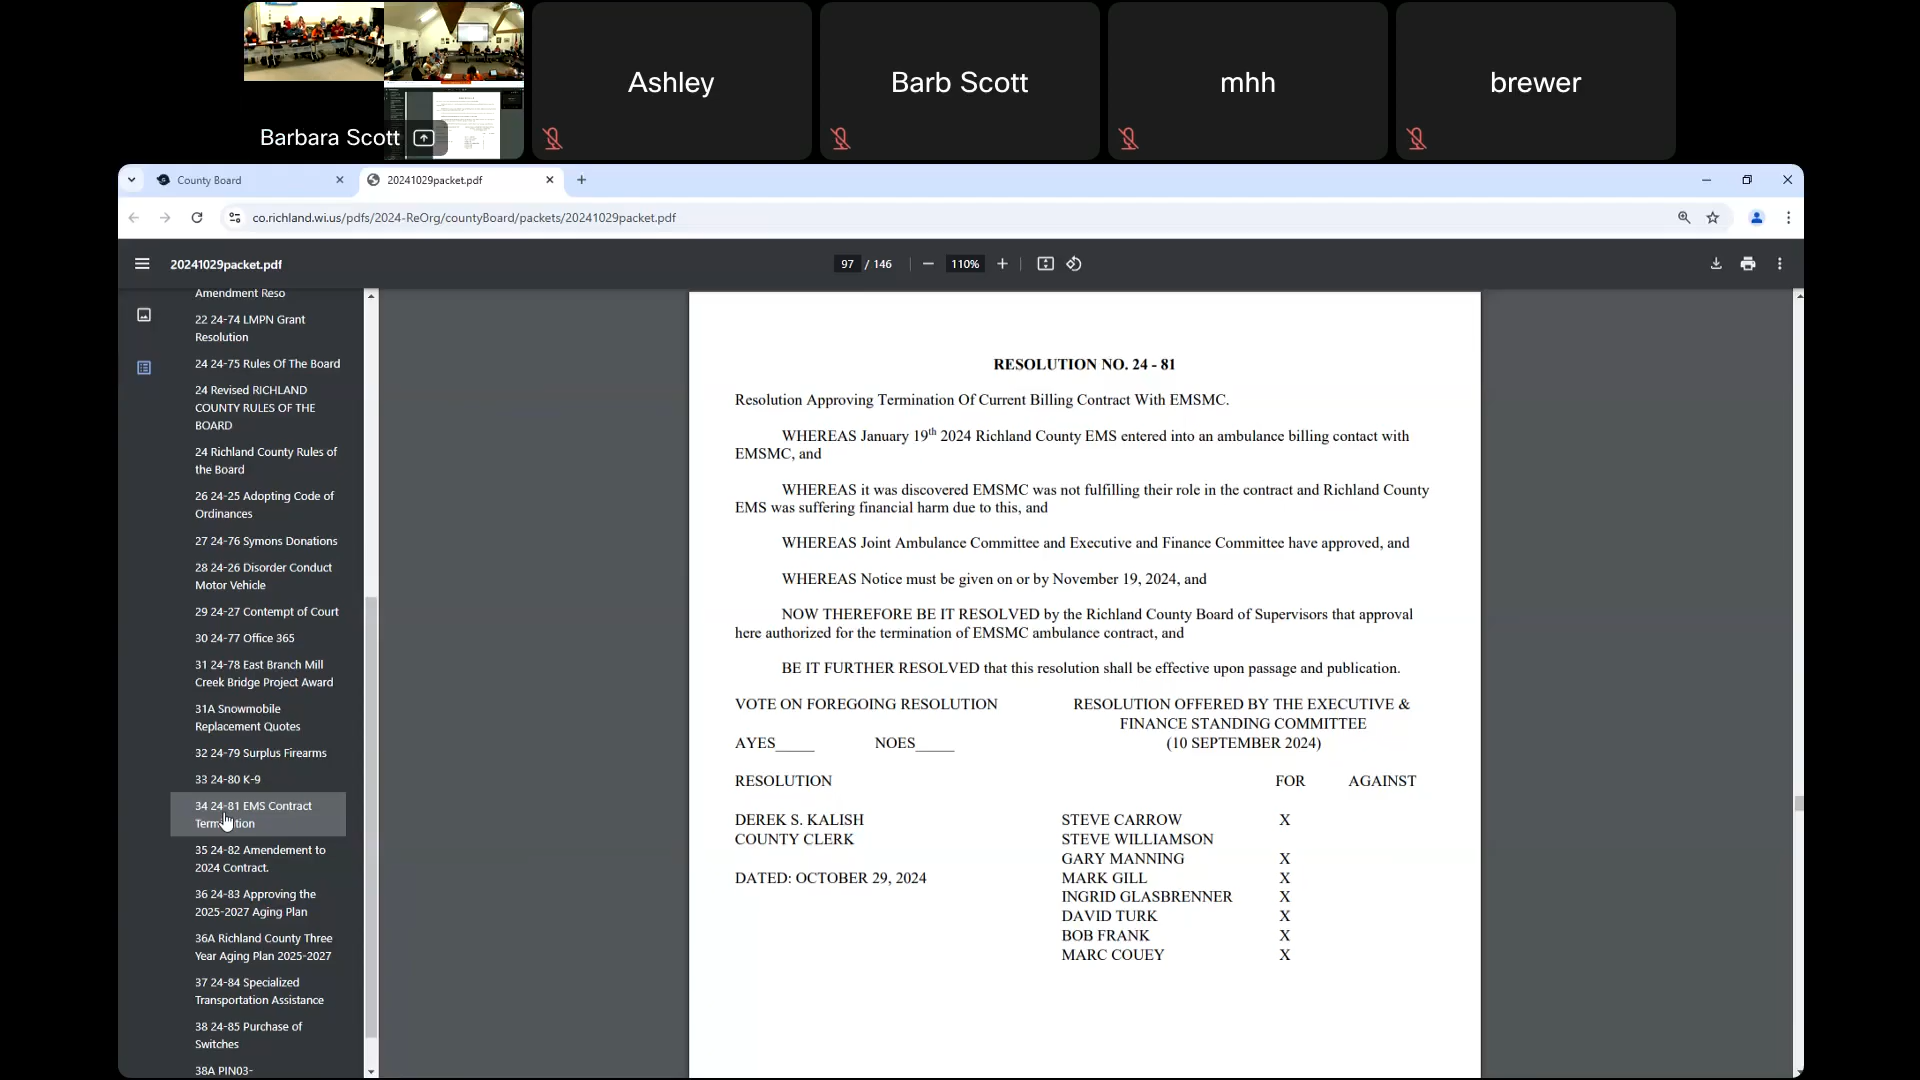 Ashley
Barb Scott
mhh
brewer
Barbara Scott
County Board
20241029packet.pdf
co.richland.wi.us/pdfs/2024-ReOrg/countyBoard/packets/20241029packet.pdf
20241029packet.pdf
97 / 146
110%
Amendment Reso
22 24-74 LMPN Grant
Resolution
24 24-75 Rules Of The Board
24 Revised RICHLAND
COUNTY RULES OF THE
BOARD
24 Richland County Rules of
the Board
26 24-25 Adopting Code of
Ordinances
27 24-76 Symons Donations
28 24-26 Disorder Conduct
Motor Vehicle
29 24-27 Contempt of Court
30 24-77 Office 365
31 24-78 East Branch Mill
Creek Bridge Project Award
31A Snowmobile
Replacement Quotes
32 24-79 Surplus Firearms
33 24-80 K-9
34 24-81 EMS Contract
Termination
35 24-82 Amendement to
2024 Contract.
36 24-83 Approving the
2025-2027 Aging Plan
36A Richland County Three
Year Aging Plan 2025-2027
37 24-84 Specialized
Transportation Assistance
38 24-85 Purchase of
Switches
38A PIN03-
RESOLUTION NO. 24 - 81
Resolution Approving Termination Of Current Billing Contract With EMSMC.
WHEREAS January 19th 2024 Richland County EMS entered into an ambulance billing contact with
EMSMC, and
WHEREAS it was discovered EMSMC was not fulfilling their role in the contract and Richland County
EMS was suffering financial harm due to this, and
WHEREAS Joint Ambulance Committee and Executive and Finance Committee have approved, and
WHEREAS Notice must be given on or by November 19, 2024, and
NOW THEREFORE BE IT RESOLVED by the Richland County Board of Supervisors that approval
here authorized for the termination of EMSMC ambulance contract, and
BE IT FURTHER RESOLVED that this resolution shall be effective upon passage and publication.
VOTE ON FOREGOING RESOLUTION
AYES_____ NOES_____
RESOLUTION
DEREK S. KALISH
COUNTY CLERK
DATED: OCTOBER 29, 2024
RESOLUTION OFFERED BY THE EXECUTIVE &
FINANCE STANDING COMMITTEE
(10 SEPTEMBER 2024)
FOR AGAINST
STEVE CARROW X
STEVE WILLIAMSON
GARY MANNING X
MARK GILL X
INGRID GLASBRENNER X
DAVID TURK X
BOB FRANK X
MARC COUEY X